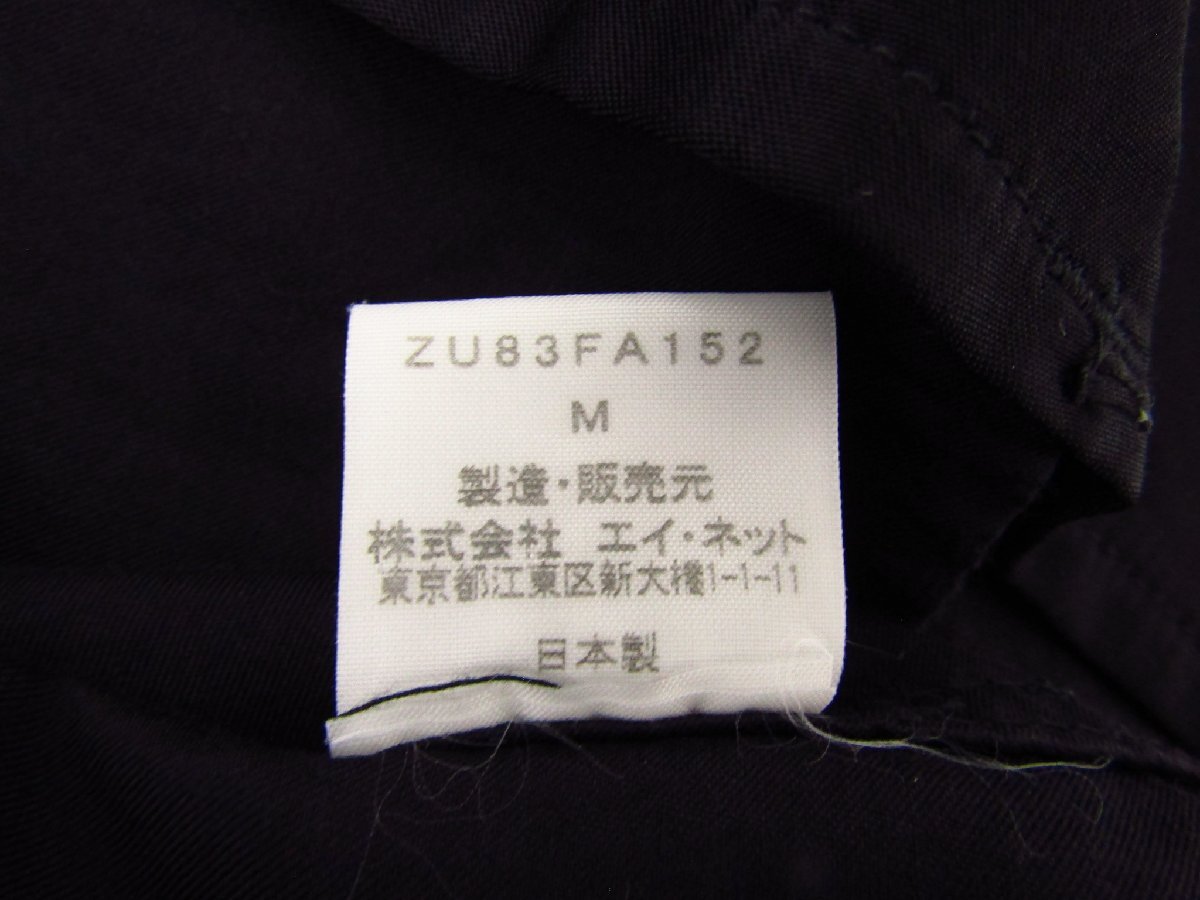 ZU83FA152
M
製造・販売元
株式会社 エイ・ネット
東京都江東区新大橋1-1-11
日本製